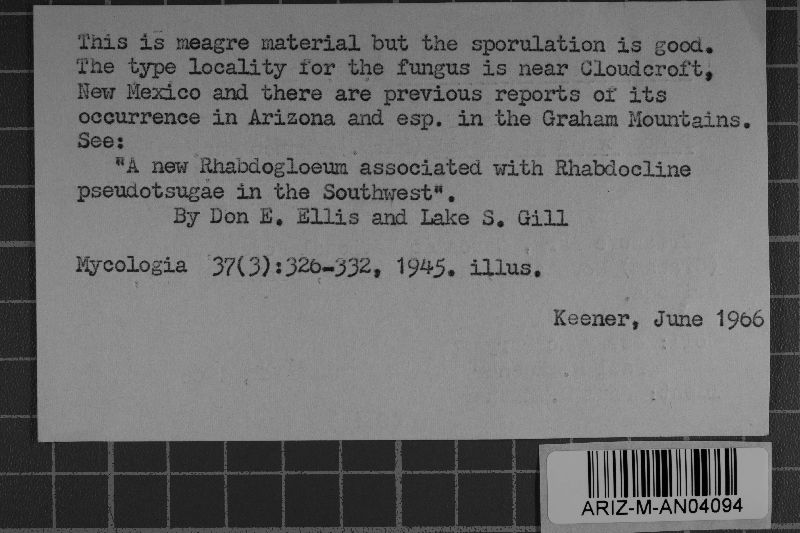 This is meagre material but the sporulation is good.
The type locality for the fungus is near Cloudcroft,
New Mexico and there are previous reports of its
occurrence in Arizona and esp. in the Graham Mountains.
See:
"A new Rhabdogloeum associated with Rhabdocline
pseudotsugae in the Southwest".
By Don E. Ellis and Lake S. Gill
Mycologia 37(3):326-332, 1945. illus.
Keener, June 1966
ARIZ-M-AN04094